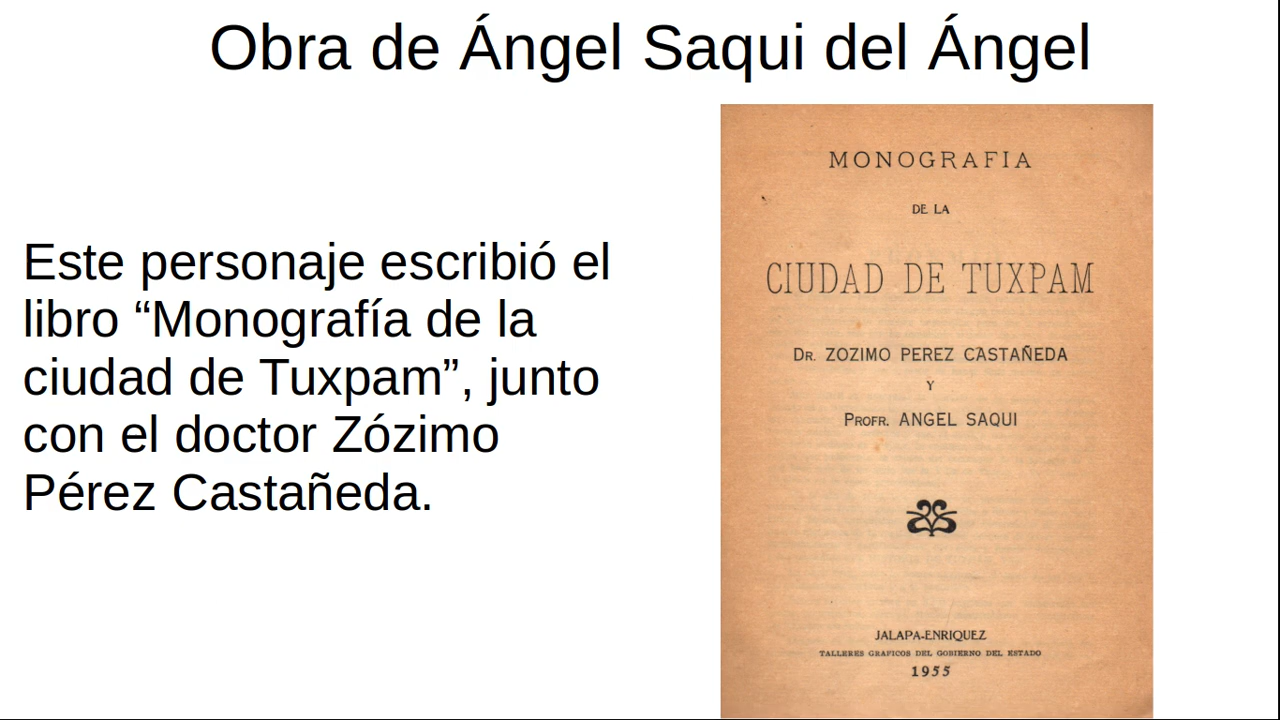 Obra de Ángel Saqui del Ángel
Este personaje escribió el
libro “Monografía de la
ciudad de Tuxpam”, junto
con el doctor Zózimo
Pérez Castañeda.
MONOGRAFIA
DE LA
CIUDAD DE TUXPAM
DR. ZOZIMO PEREZ CASTAÑEDA
Y
PROFR. ANGEL SAQUI
JALAPA-ENRIQUEZ
TALLERES GRAFICOS DEL GOBIERNO DEL ESTADO
1955